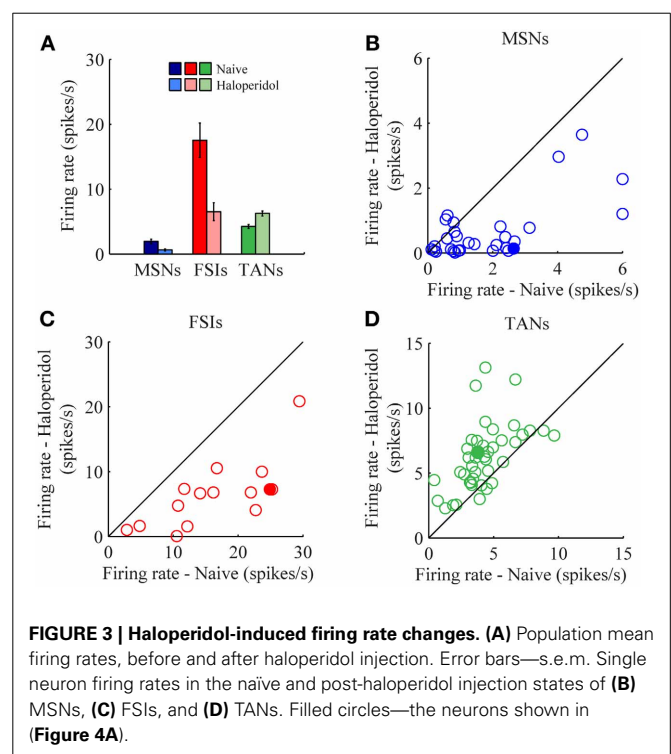 A
30
20
10
0
Firing rate (spikes/s)
Naive
Haloperidol
MSNs FSIs TANs
B
MSNs
6
4
2
0
0 2 4 6
Firing rate - Haloperidol
(spikes/s)
Firing rate - Naive (spikes/s)
C
FSIs
30
20
10
0
0 10 20 30
Firing rate - Haloperidol
(spikes/s)
Firing rate - Naive (spikes/s)
D
TANs
15
10
5
0
0 5 10 15
Firing rate - Haloperidol
(spikes/s)
Firing rate - Naive (spikes/s)
FIGURE 3 | Haloperidol-induced firing rate changes. (A) Population mean
firing rates, before and after haloperidol injection. Error bars—s.e.m. Single
neuron firing rates in the naïve and post-haloperidol injection states of (B)
MSNs, (C) FSIs, and (D) TANs. Filled circles—the neurons shown in
(Figure 4A).